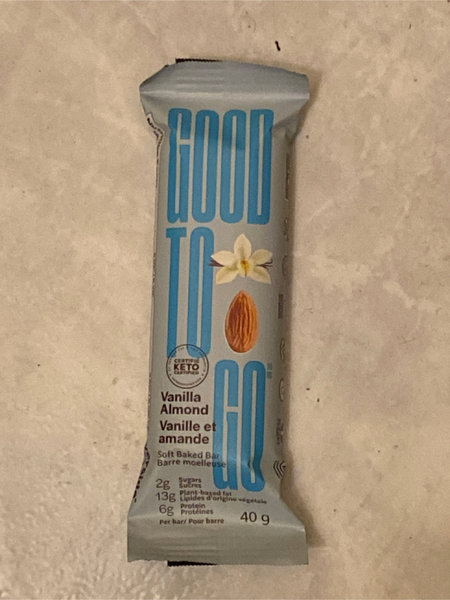 GOOD
TO
GO
CERTIFIÉ
KETO
CERTIFIED
Vanilla
Almond
Vanille et
amande
Soft Baked Bar
Barre moelleuse
2g Sugars
Sucres
13g Plant-based fat
Lipides d'origine végétale
6g Protein
Protéines
Per bar/ Pour barre
40 g